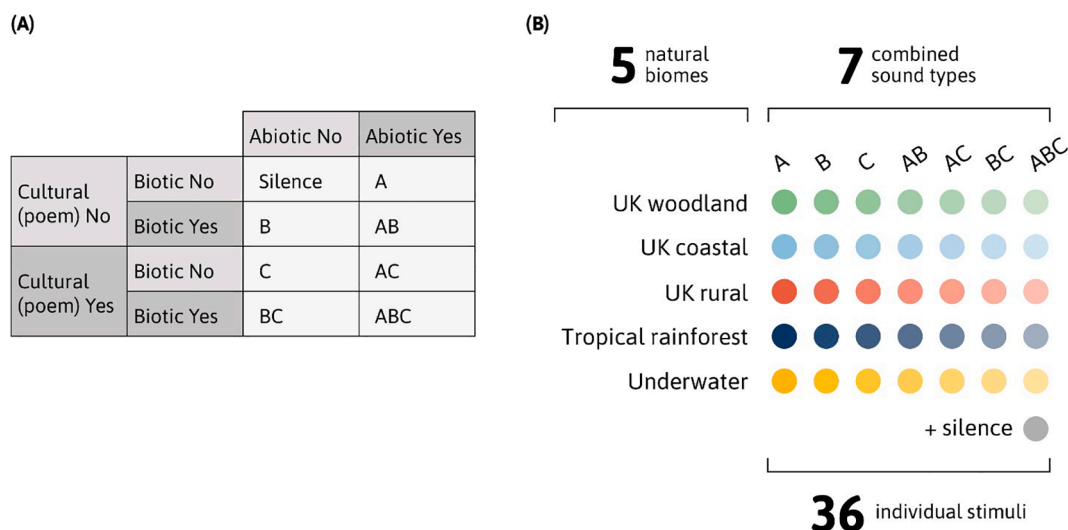 (A)
Abiotic No Abiotic Yes
Cultural (poem) No
Biotic No Silence A
Biotic Yes B AB
Cultural (poem) Yes
Biotic No C AC
Biotic Yes BC ABC
(B)
5 natural biomes
7 combined sound types
A B C AB AC BC ABC
UK woodland
UK coastal
UK rural
Tropical rainforest
Underwater
+ silence
36 individual stimuli